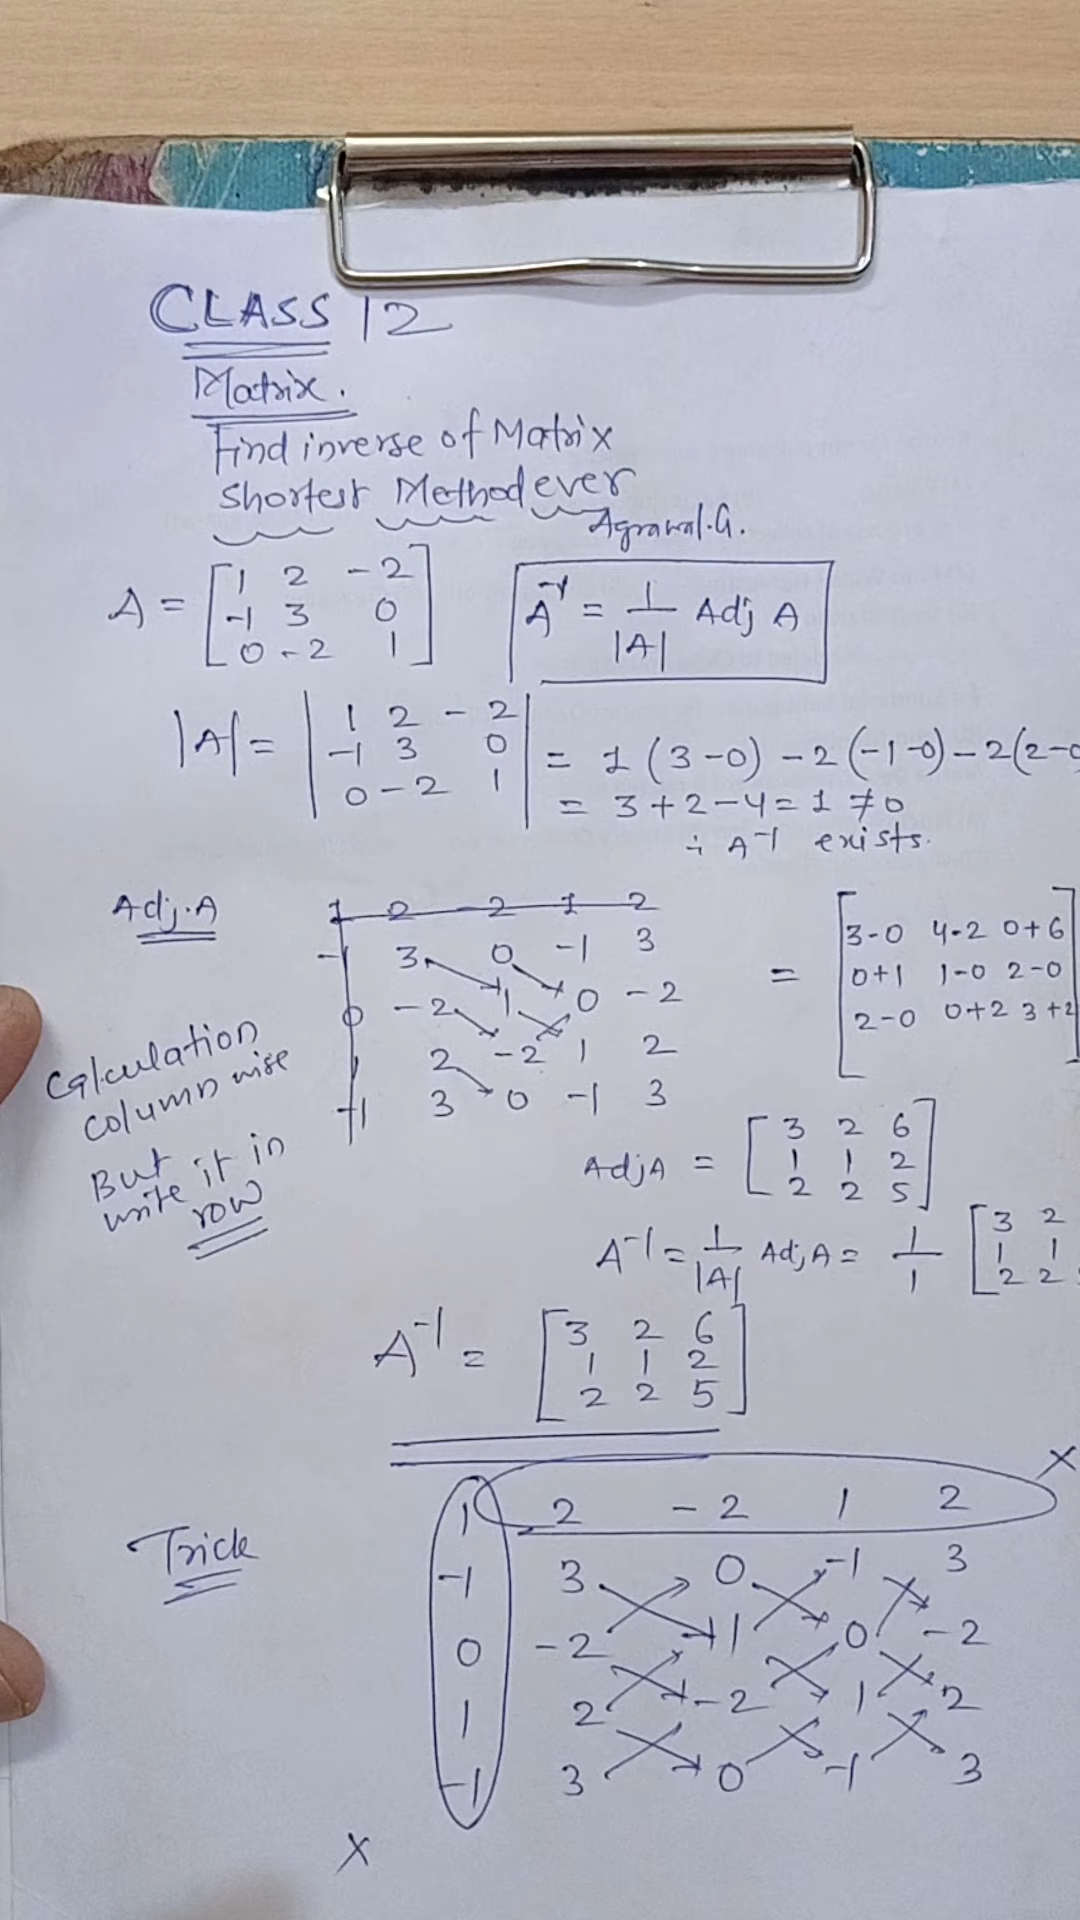 CLASS 12
Matrix.
Find inverse of Matrix
shortest Method ever
Agrawal.G.
A = [1 2 -2
-1 3 0
0 -2 1]
A⁻¹ = 1/|A| Adj A
|A| = |1 2 -2
-1 3 0
0 -2 1| = 1(3-0) -2(-1-0) -2(2-0
= 3+2-4 = 1 ≠ 0
∴ A⁻¹ exists.
Adj.A
1 2 -2 1 2
-1 3 0 -1 3
0 -2 1 0 -2
1 2 -2 1 2
-1 3 0 -1 3
= [3-0 4-2 0+6
0+1 1-0 2-0
2-0 0+2 3+2]
Calculation
column wise
But
write it in
row
AdjA = [3 2 6
1 1 2
2 2 5]
A⁻¹ = 1/|A| AdjA = 1/1 [3 2
1 1
2 2
A⁻¹ = [3 2 6
1 1 2
2 2 5]
Trick
X
1 2 -2 1 2
-1 3 0 -1 3
0 -2 1 0 -2
1 2 -2 1 2
-1 3 0 -1 3
X